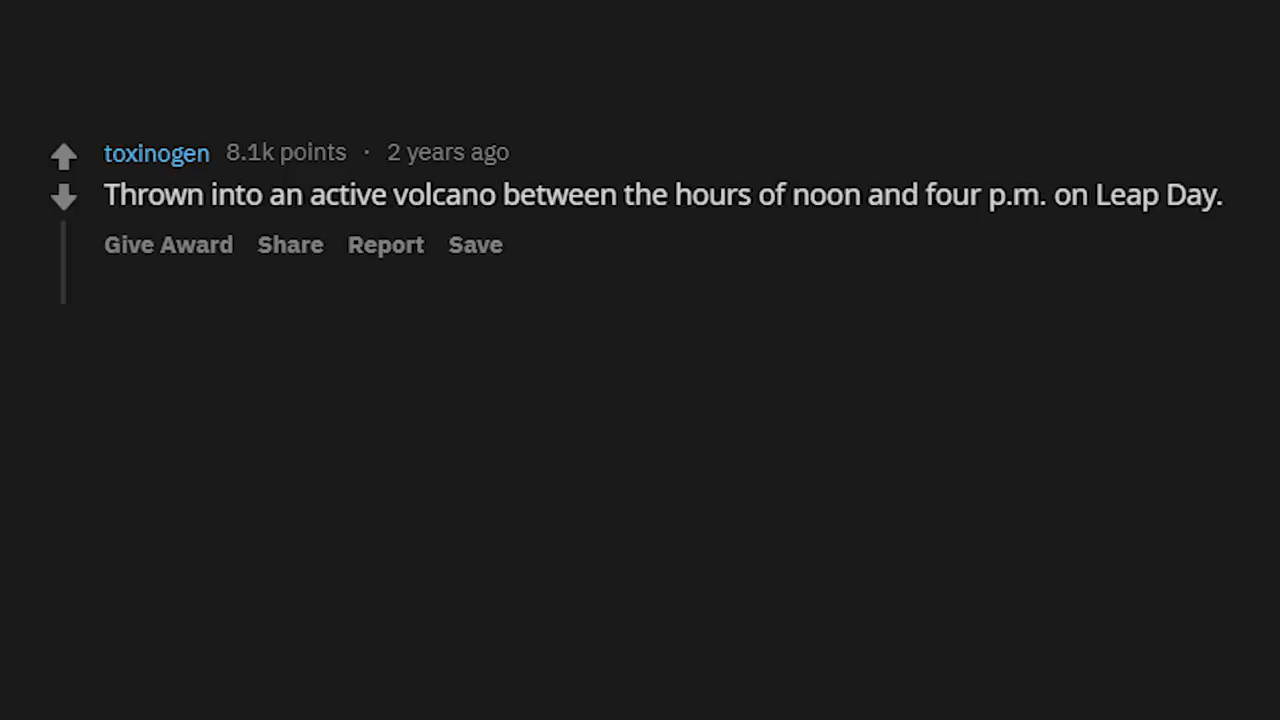 toxinogen 8.1k points · 2 years ago
Thrown into an active volcano between the hours of noon and four p.m. on Leap Day.
Give Award Share Report Save